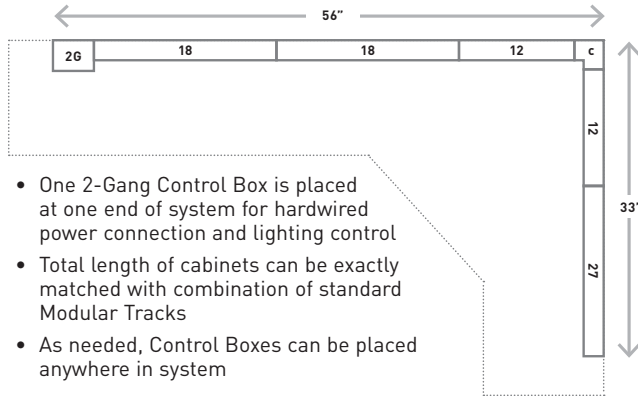 56"
2G 18 18 12 c
12
33"
27
• One 2-Gang Control Box is placed
at one end of system for hardwired
power connection and lighting control
• Total length of cabinets can be exactly
matched with combination of standard
Modular Tracks
• As needed, Control Boxes can be placed
anywhere in system